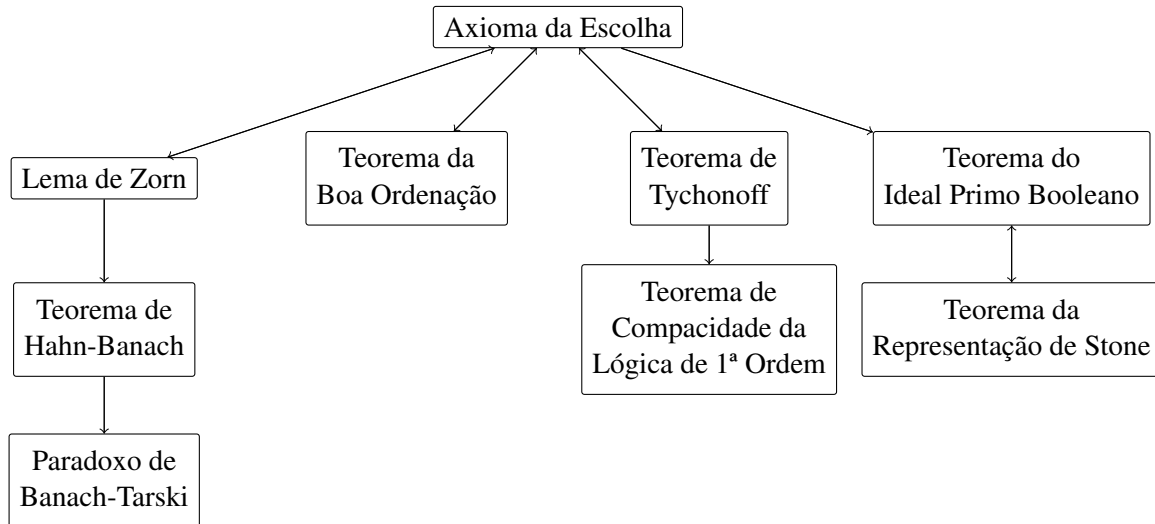 Axioma da Escolha
Lema de Zorn
Teorema da
Boa Ordenação
Teorema de
Tychonoff
Teorema do
Ideal Primo Booleano
Teorema de
Hahn-Banach
Teorema de
Compacidade da
Lógica de 1ª Ordem
Teorema da
Representação de Stone
Paradoxo de
Banach-Tarski